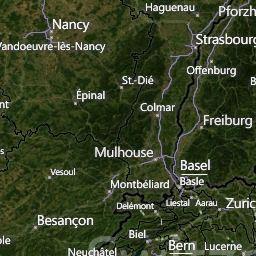 Haguenau
Pforzh
Nancy
Vandoeuvre-lès-Nancy
Strasbourg
Offenburg
St.-Dié
Épinal
Colmar
Freiburg
Mulhouse
Basel
Basle
Vesoul
Montbéliard
Liestal
Aarau
Delémont
Zuric
Besançon
Biel
Bern
Lucerne
Neuchâtel